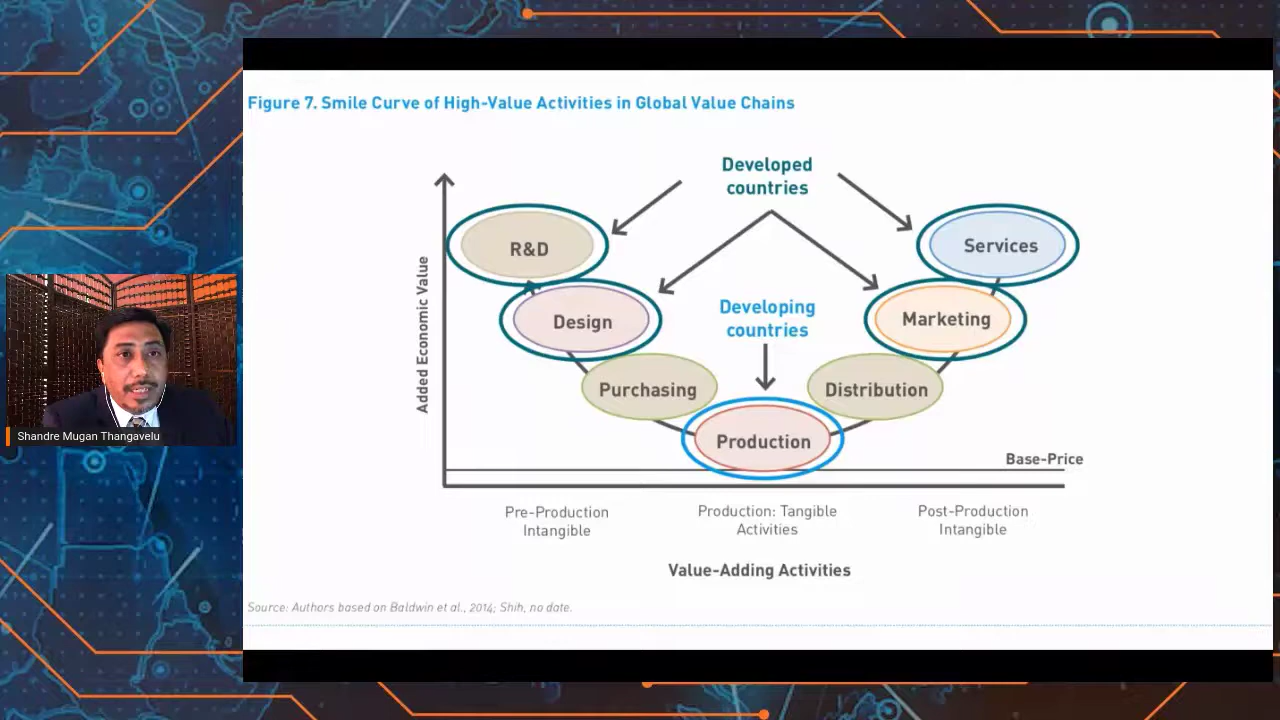 Figure 7. Smile Curve of High-Value Activities in Global Value Chains
Developed
countries
R&D
Services
Design
Developing
countries
Marketing
Purchasing
Distribution
Production
Added Economic Value
Base-Price
Pre-Production
Intangible
Production: Tangible
Activities
Post-Production
Intangible
Value-Adding Activities
Source: Authors based on Baldwin et al., 2014; Shih, no date.
Shandre Mugan Thangavelu